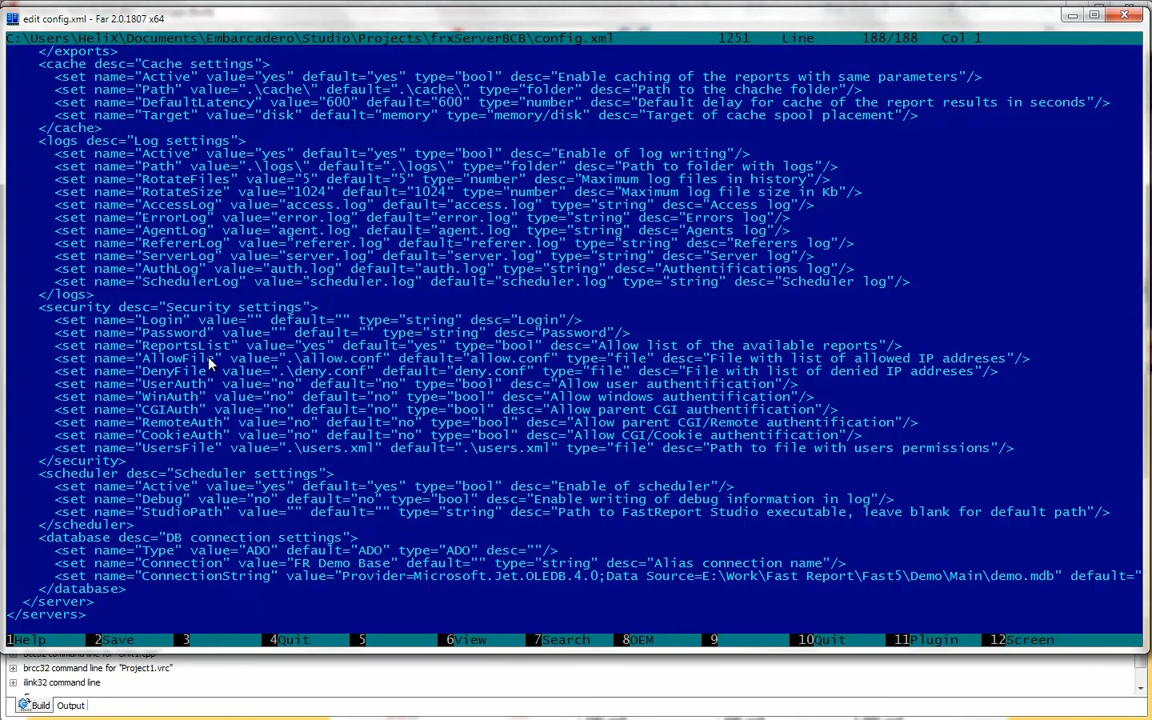 edit config.xml - Far 2.0.1807 x64
C:\Users\HeliX\Documents\Embarcadero\Studio\Projects\frxServerBCB\config.xml 1251 Line 188/188 Col 1
</exports>
<cache desc="Cache settings">
<set name="Active" value="yes" default="yes" type="bool" desc="Enable caching of the reports with same parameters"/>
<set name="Path" value=".\cache\" default=".\cache\" type="folder" desc="Path to the chache folder"/>
<set name="DefaultLatency" value="600" default="600" type="number" desc="Default delay for cache of the report results in seconds"/>
<set name="Target" value="disk" default="memory" type="memory/disk" desc="Target of cache spool placement"/>
</cache>
<logs desc="Log settings">
<set name="Active" value="yes" default="yes" type="bool" desc="Enable of log writing"/>
<set name="Path" value=".\logs\" default=".\logs\" type="folder" desc="Path to folder with logs"/>
<set name="RotateFiles" value="5" default="5" type="number" desc="Maximum log files in history"/>
<set name="RotateSize" value="1024" default="1024" type="number" desc="Maximum log file size in Kb"/>
<set name="AccessLog" value="access.log" default="access.log" type="string" desc="Access log"/>
<set name="ErrorLog" value="error.log" default="error.log" type="string" desc="Errors log"/>
<set name="AgentLog" value="agent.log" default="agent.log" type="string" desc="Agents log"/>
<set name="RefererLog" value="referer.log" default="referer.log" type="string" desc="Referers log"/>
<set name="ServerLog" value="server.log" default="server.log" type="string" desc="Server log"/>
<set name="AuthLog" value="auth.log" default="auth.log" type="string" desc="Authentifications log"/>
<set name="SchedulerLog" value="scheduler.log" default="scheduler.log" type="string" desc="Scheduler log"/>
</logs>
<security desc="Security settings">
<set name="Login" value="" default="" type="string" desc="Login"/>
<set name="Password" value="" default="" type="string" desc="Password"/>
<set name="ReportsList" value="yes" default="yes" type="bool" desc="Allow list of the available reports"/>
<set name="AllowFile" value=".\allow.conf" default="allow.conf" type="file" desc="File with list of allowed IP addreses"/>
<set name="DenyFile" value=".\deny.conf" default="deny.conf" type="file" desc="File with list of denied IP addreses"/>
<set name="UserAuth" value="no" default="no" type="bool" desc="Allow user authentification"/>
<set name="WinAuth" value="no" default="no" type="bool" desc="Allow windows authentification"/>
<set name="CGIAuth" value="no" default="no" type="bool" desc="Allow parent CGI authentification"/>
<set name="RemoteAuth" value="no" default="no" type="bool" desc="Allow parent CGI/Remote authentification"/>
<set name="CookieAuth" value="no" default="no" type="bool" desc="Allow CGI/Cookie authentification"/>
<set name="UsersFile" value=".\users.xml" default=".\users.xml" type="file" desc="Path to file with users permissions"/>
</security>
<scheduler desc="Scheduler settings">
<set name="Active" value="yes" default="yes" type="bool" desc="Enable of scheduler"/>
<set name="Debug" value="no" default="no" type="bool" desc="Enable writing of debug information in log"/>
<set name="StudioPath" value="" default="" type="string" desc="Path to FastReport Studio executable, leave blank for default path"/>
</scheduler>
<database desc="DB connection settings">
<set name="Type" value="ADO" default="ADO" type="ADO" desc=""/>
<set name="Connection" value="FR Demo Base" default="" type="string" desc="Alias connection name"/>
<set name="ConnectionString" value="Provider=Microsoft.Jet.OLEDB.4.0;Data Source=E:\Work\Fast Report\Fast5\Demo\Main\demo.mdb" default="
</database>
</server>
</servers>
1Help 2Save 3 4Quit 5 6View 7Search 8OEM 9 10Quit 11Plugin 12Screen
brcc32 command line for "Project1.vrc"
ilink32 command line
Build Output